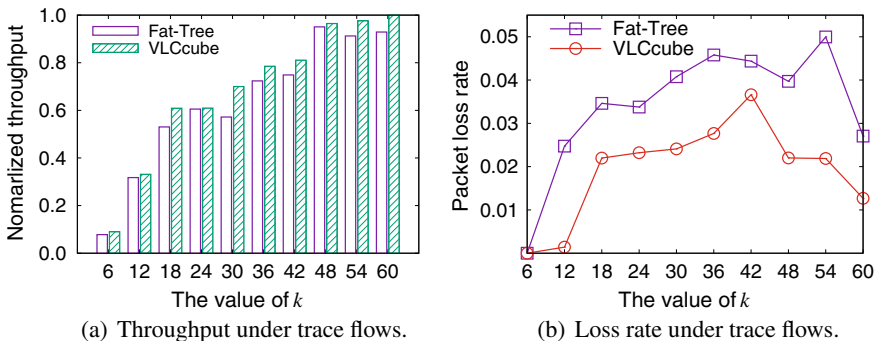 1.0
0.8
0.6
0.4
0.2
0.0
Nomarlized throughput
Fat-Tree
VLCcube
6 12 18 24 30 36 42 48 54 60
The value of k
(a) Throughput under trace flows.
0.05
0.04
0.03
0.02
0.01
Packet loss rate
Fat-Tree
VLCcube
6 12 18 24 30 36 42 48 54 60
The value of k
(b) Loss rate under trace flows.